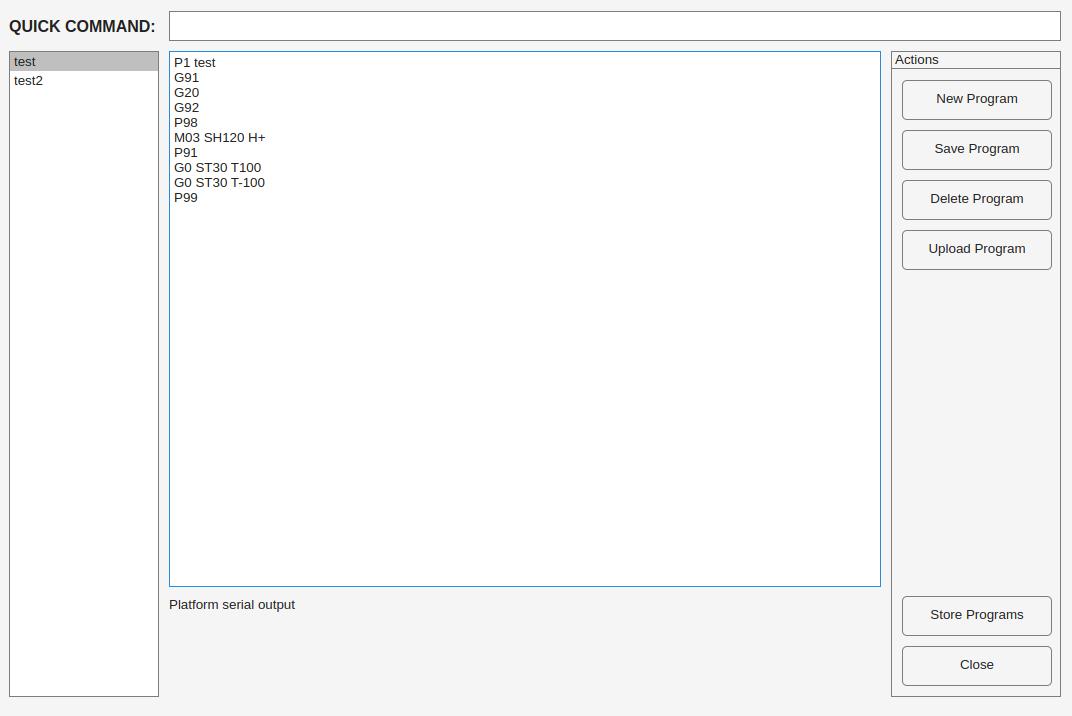 QUICK COMMAND:
test
test2
P1 test
G91
G20
G92
P98
M03 SH120 H+
P91
G0 ST30 T100
G0 ST30 T-100
P99
Platform serial output
Actions
New Program
Save Program
Delete Program
Upload Program
Store Programs
Close